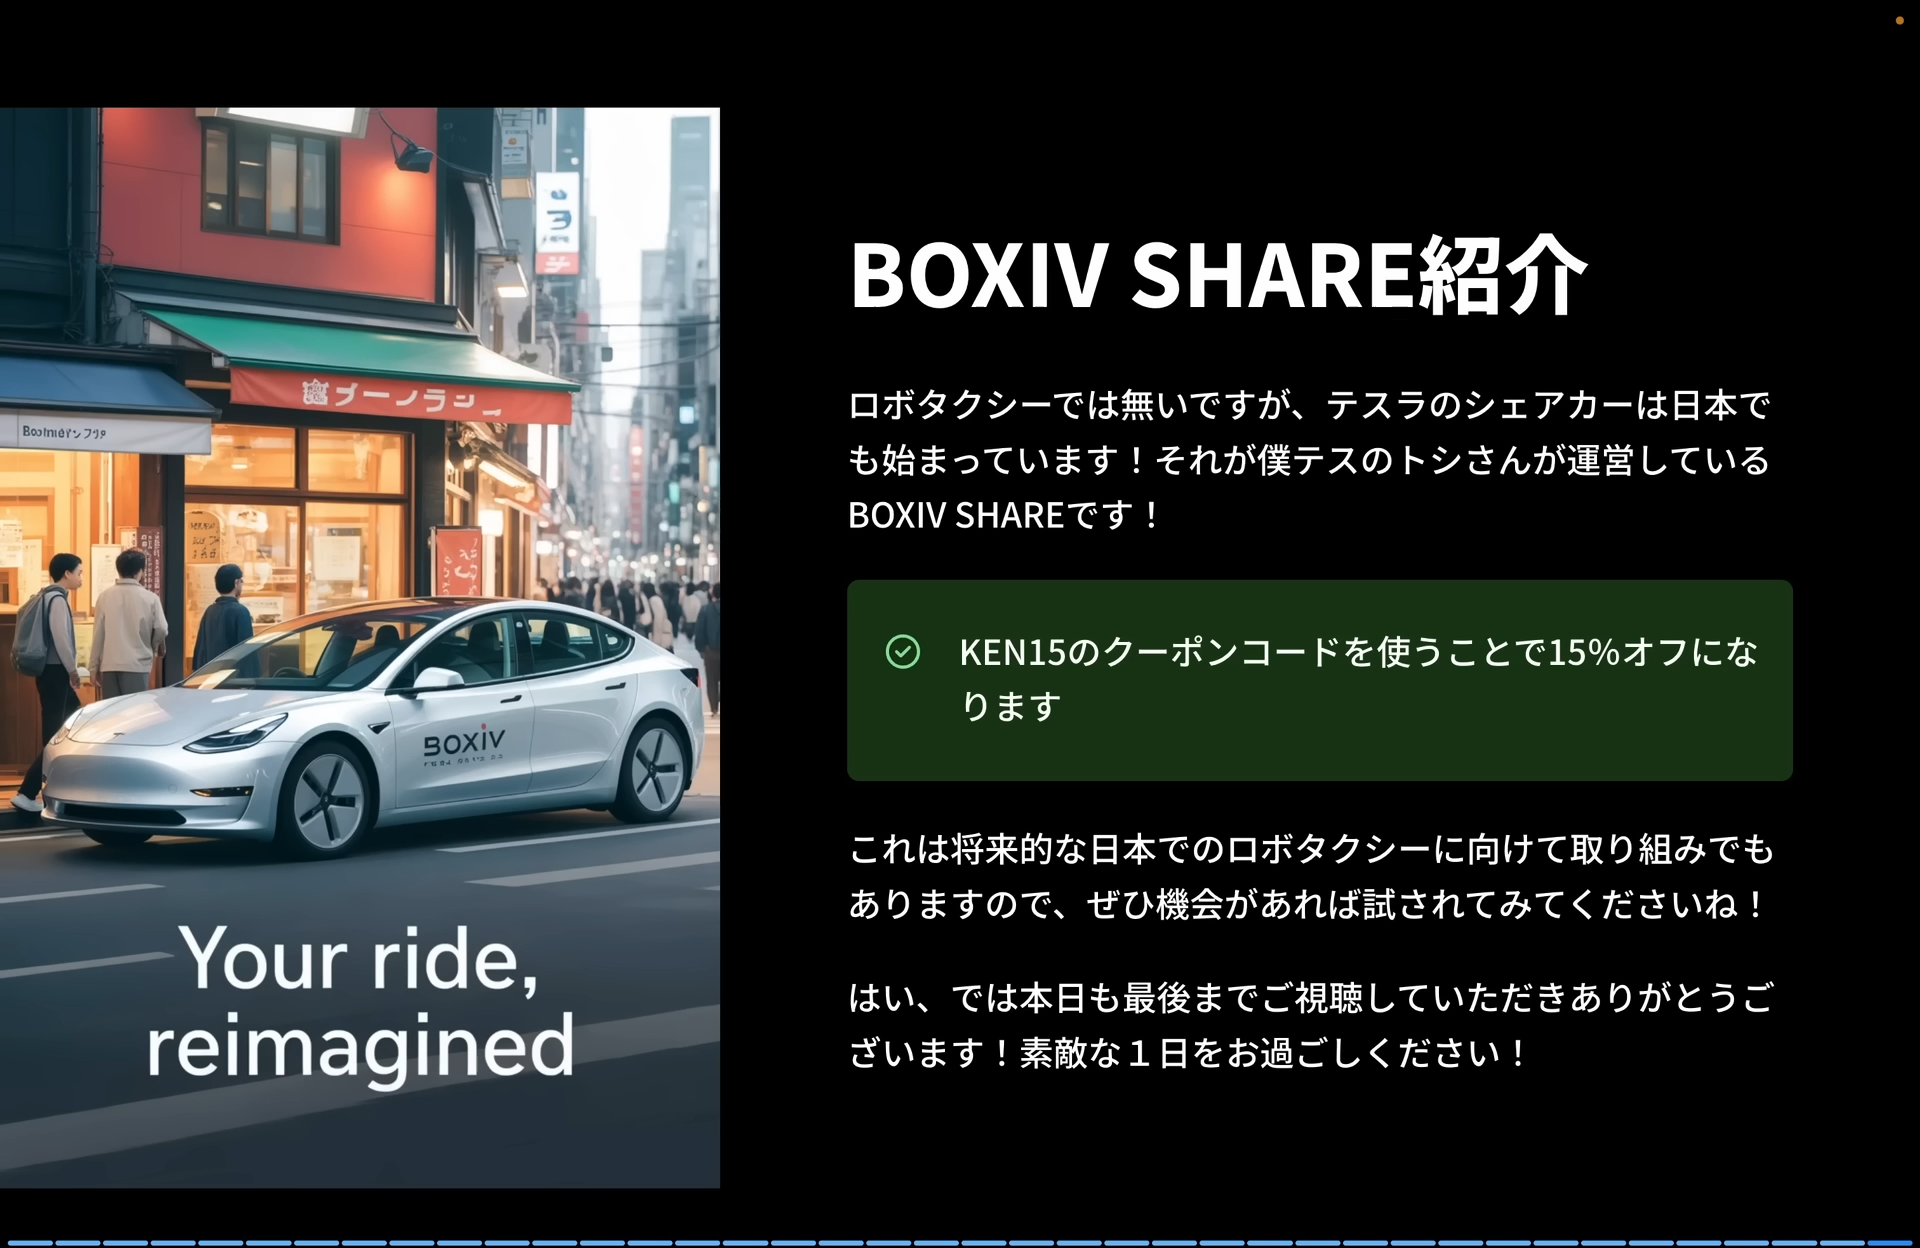 BOXIV SHARE紹介
ロボタクシーでは無いですが、テスラのシェアカーは日本で
も始まっています！それが僕テスのトシさんが運営している
BOXIV SHAREです！
KEN15のクーポンコードを使うことで15%オフにな
ります
これは将来的な日本でのロボタクシーに向けて取り組みでも
ありますので、ぜひ機会があれば試されてみてくださいね！
はい、では本日も最後までご視聴していただきありがとうご
ざいます！素敵な１日をお過ごしください！
BOXIV
Your ride,
reimagined